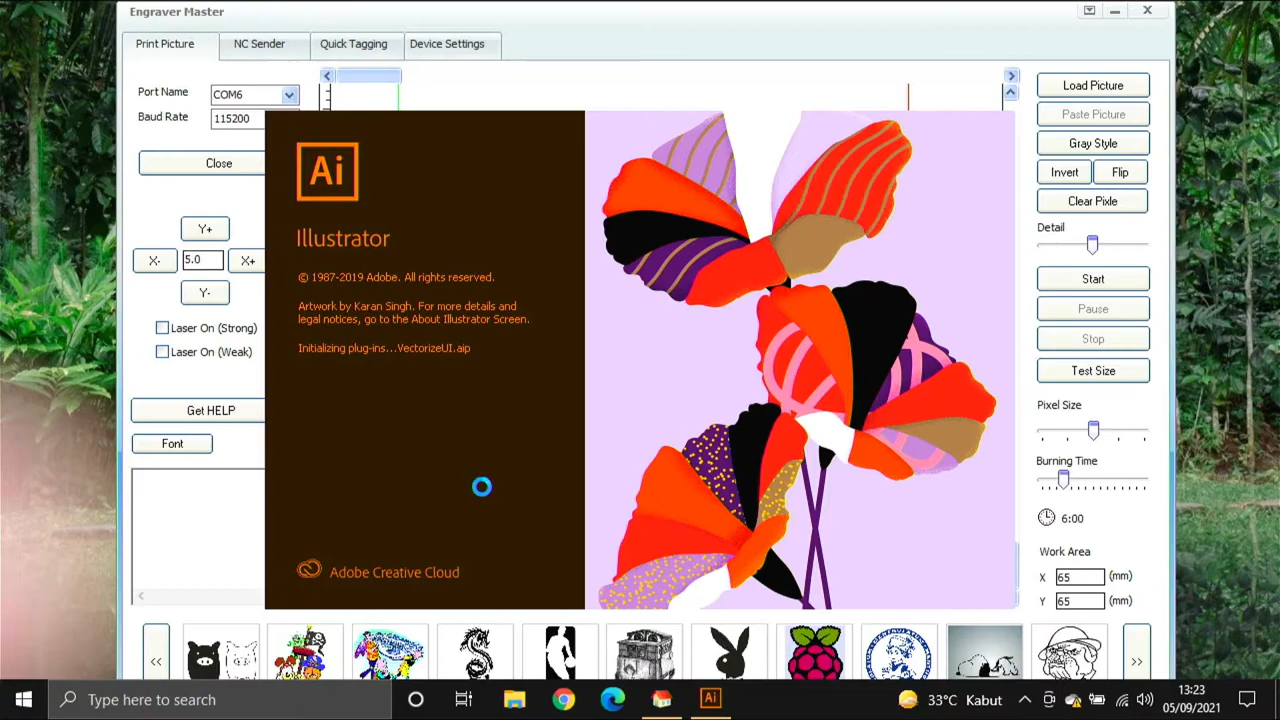 Engraver Master
Print Picture
NC Sender
Quick Tagging
Device Settings
Port Name
COM6
Baud Rate
115200
Close
Y+
X-
5.0
X+
Y-
Laser On (Strong)
Laser On (Weak)
Get HELP
Font
Ai
Illustrator
© 1987-2019 Adobe. All rights reserved.
Artwork by Karan Singh. For more details and
legal notices, go to the About Illustrator Screen.
Initializing plug-ins...VectorizeUI.aip
Adobe Creative Cloud
Load Picture
Paste Picture
Gray Style
Invert
Flip
Clear Pixle
Detail
Start
Pause
Stop
Test Size
Pixel Size
Burning Time
6:00
Work Area
X 65 (mm)
Y 65 (mm)
<<
>>
Type here to search
Ai
33°C Kabut
13:23
05/09/2021